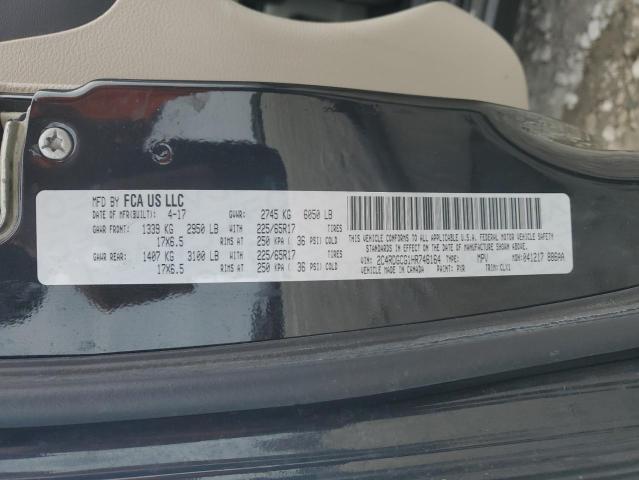 MFD BY FCA US LLC
DATE OF MFR(BUILT): 4-17 GVWR: 2745 KG 6050 LB
GAWR FRONT: 1339 KG 2950 LB 225/65R17 TIRES
17X6.5 RIMS AT 250 KPA ( 36 PSI) COLD
GAWR REAR: 1407 KG 3100 LB 225/65R17 TIRES
17X6.5 RIMS AT 250 KPA ( 36 PSI) COLD
THIS VEHICLE CONFORMS TO ALL APPLICABLE U.S.A. FEDERAL MOTOR VEHICLE SAFETY
STANDARDS IN EFFECT ON THE DATE OF MANUFACTURE SHOWN ABOVE.
VIN: 2C4RDGCG1HR746164 TYPE: MPV MDH: 041217 886AA
VEHICLE MADE IN CANADA PAINT: PXR TRIM: CLX1